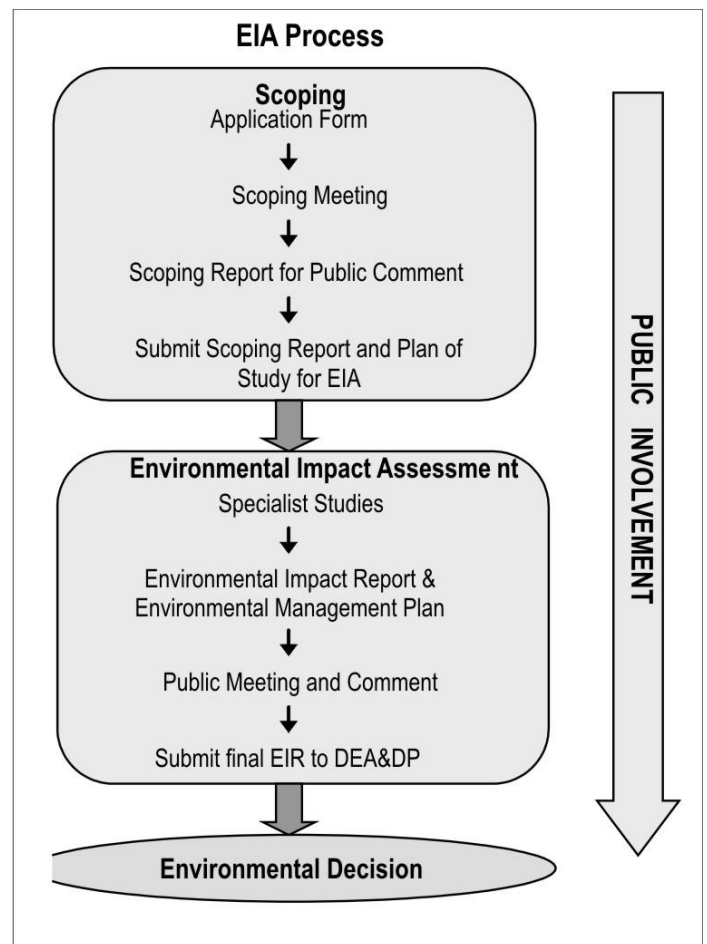 EIA Process
Scoping
Application Form
Scoping Meeting
Scoping Report for Public Comment
Submit Scoping Report and Plan of
Study for EIA
Environmental Impact Assessme nt
Specialist Studies
Environmental Impact Report &
Environmental Management Plan
Public Meeting and Comment
Submit final EIR to DEA&DP
Environmental Decision
PUBLIC INVOLVEMENT